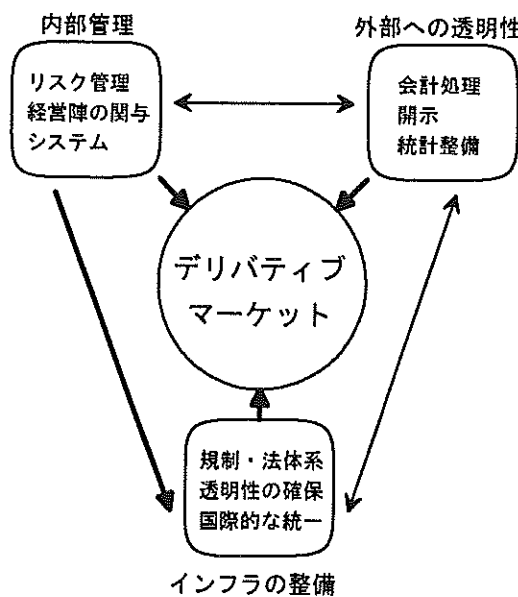 内部管理
外部への透明性
リスク管理
経営陣の関与
システム
会計処理
開示
統計整備
デリバティブ
マーケット
規制・法体系
透明性の確保
国際的な統一
インフラの整備